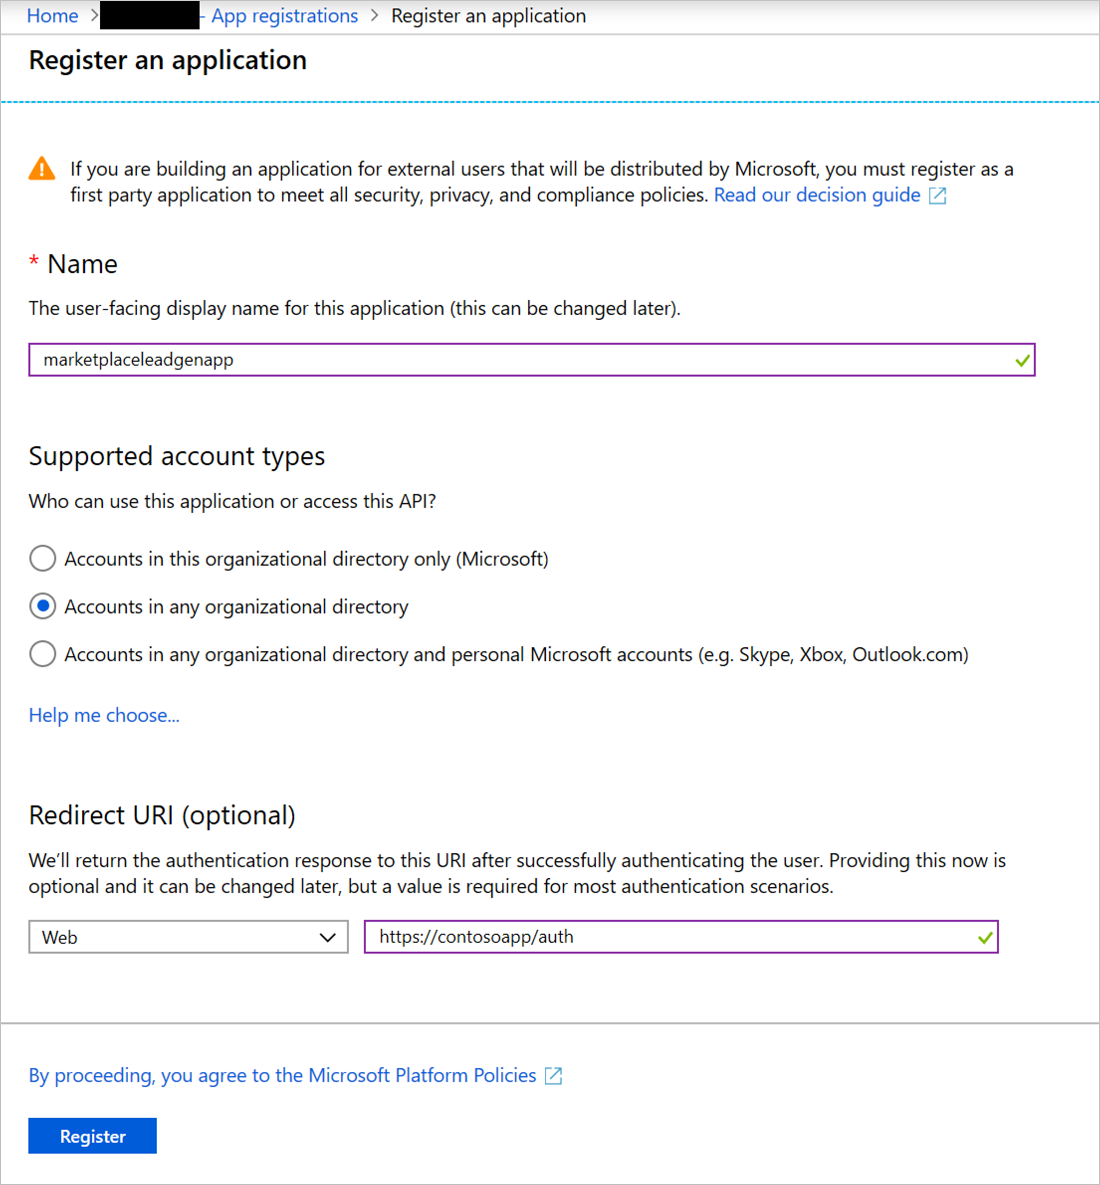 Home > - App registrations > Register an application
Register an application
If you are building an application for external users that will be distributed by Microsoft, you must register as a
first party application to meet all security, privacy, and compliance policies. Read our decision guide
* Name
The user-facing display name for this application (this can be changed later).
marketplaceleadgenapp
Supported account types
Who can use this application or access this API?
Accounts in this organizational directory only (Microsoft)
Accounts in any organizational directory
Accounts in any organizational directory and personal Microsoft accounts (e.g. Skype, Xbox, Outlook.com)
Help me choose...
Redirect URI (optional)
We’ll return the authentication response to this URI after successfully authenticating the user. Providing this now is
optional and it can be changed later, but a value is required for most authentication scenarios.
Web https://contosoapp/auth
By proceeding, you agree to the Microsoft Platform Policies
Register